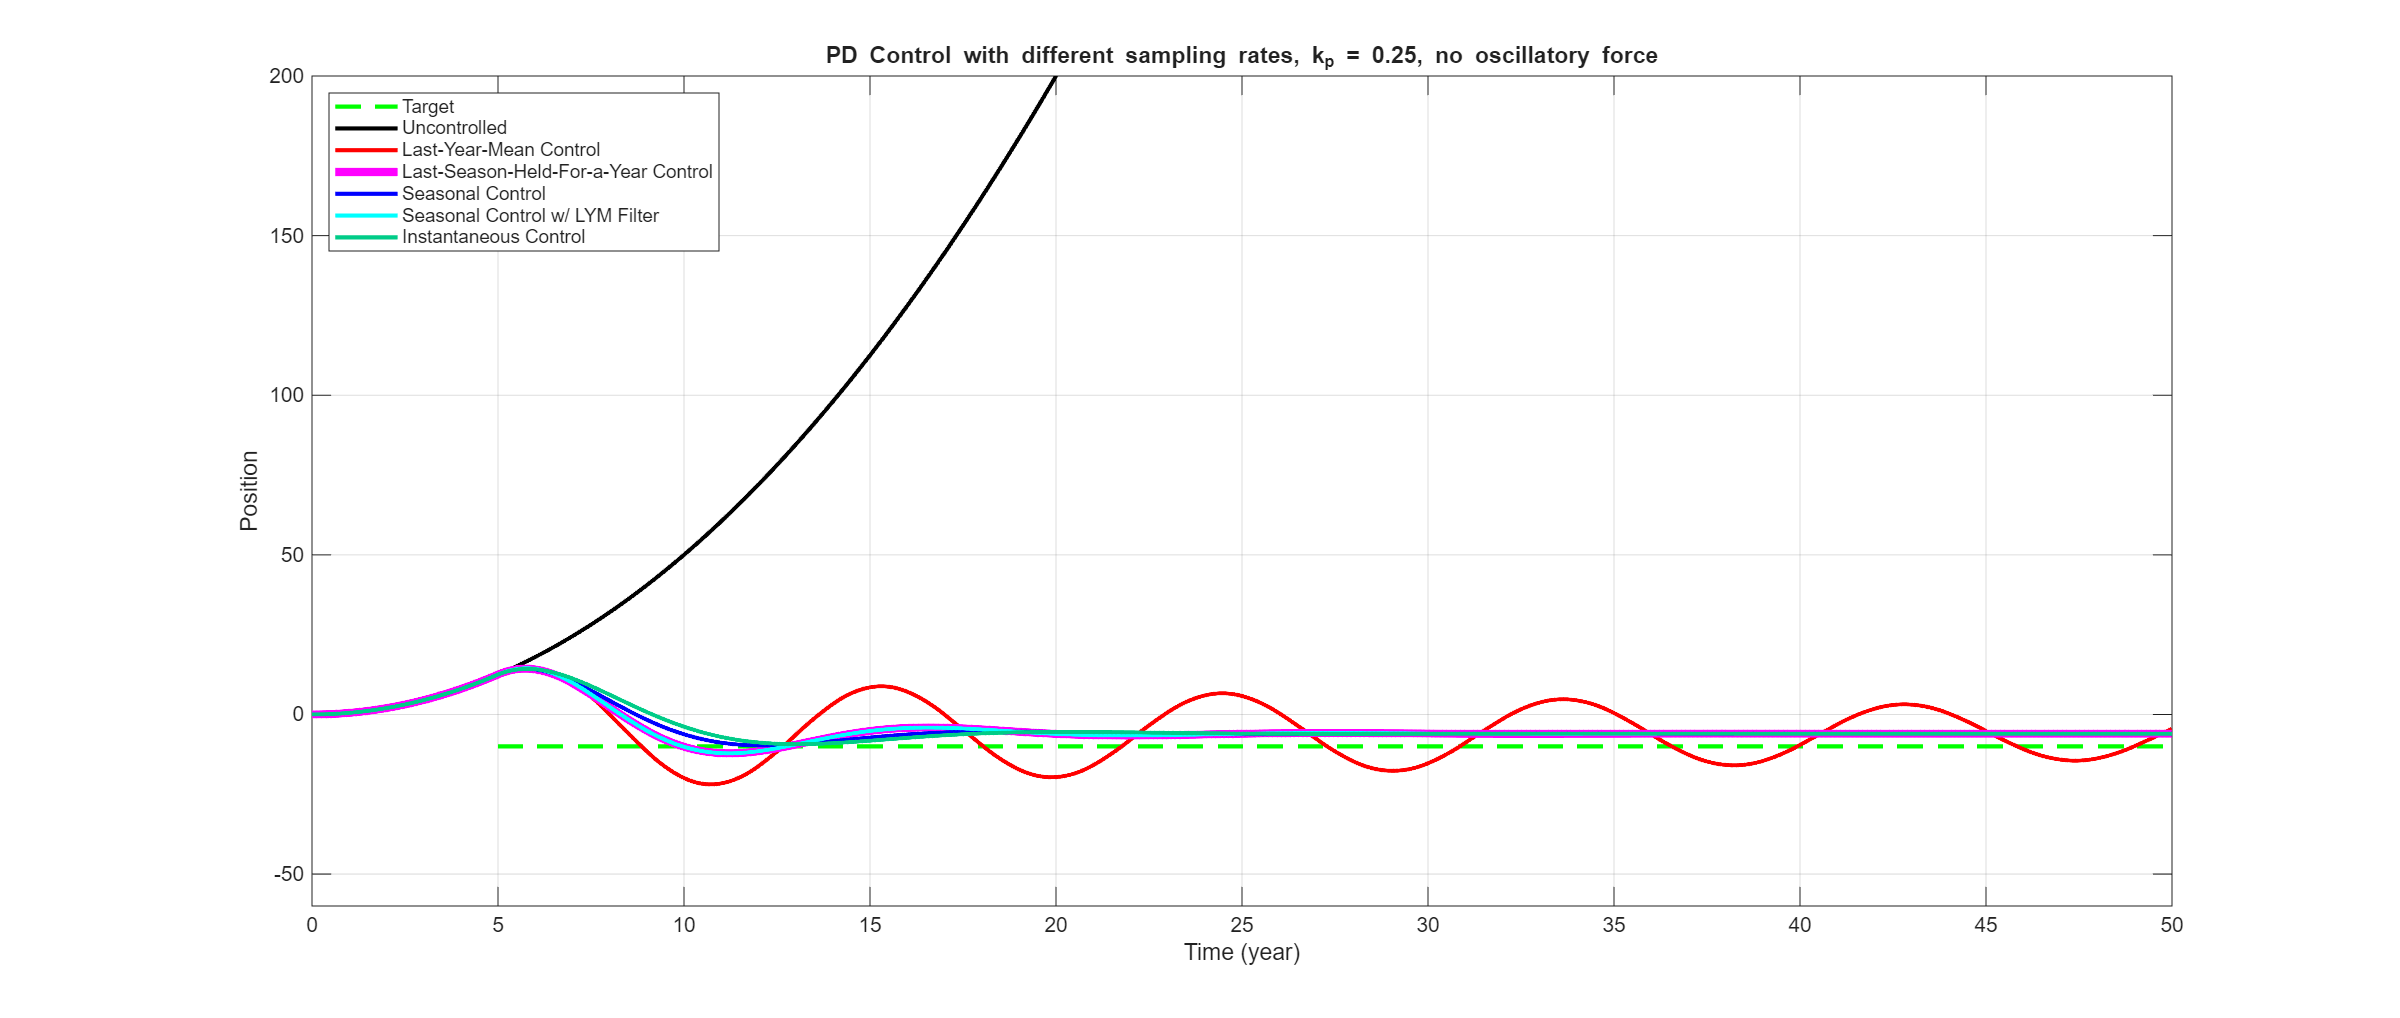 PD Control with different sampling rates, kp = 0.25, no oscillatory force
Target
Uncontrolled
Last-Year-Mean Control
Last-Season-Held-For-a-Year Control
Seasonal Control
Seasonal Control w/ LYM Filter
Instantaneous Control
200
150
100
50
0
-50
Position
0 5 10 15 20 25 30 35 40 45 50
Time (year)